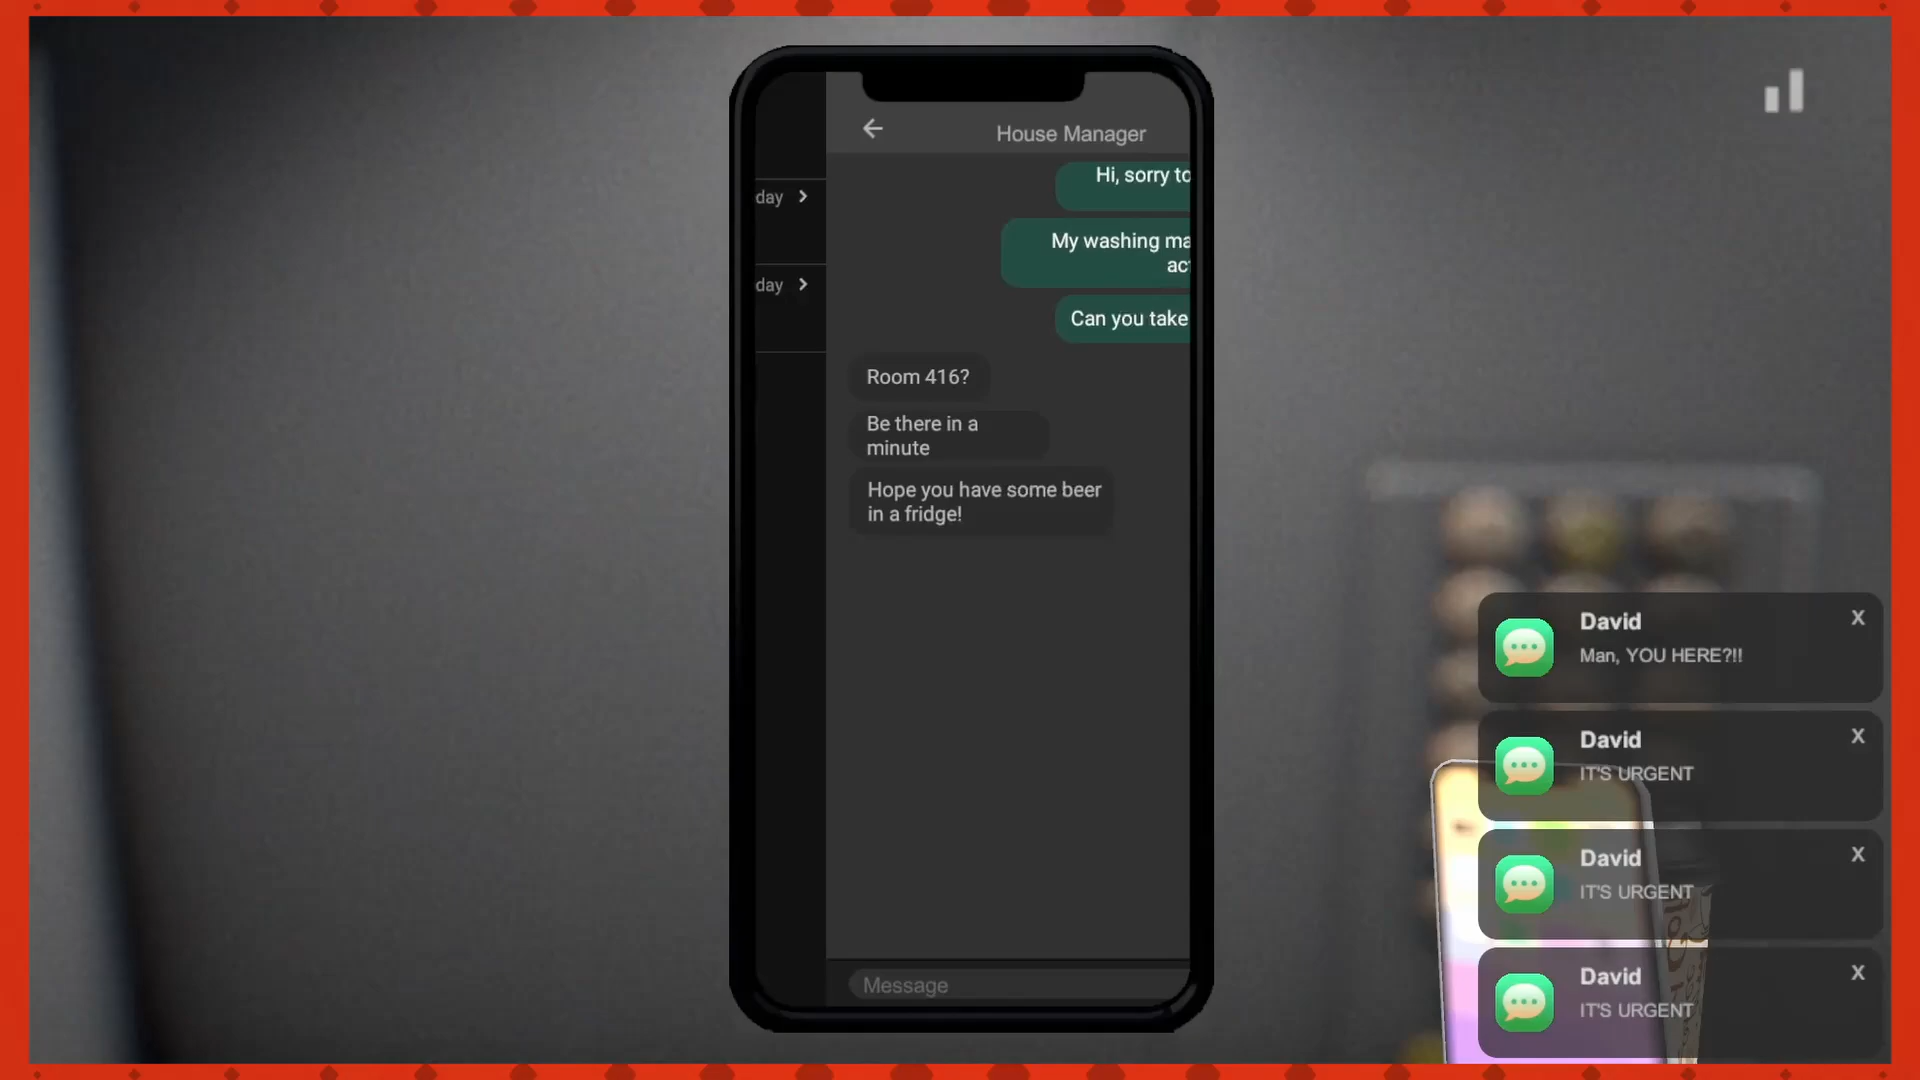 House Manager
Hi, sorry to
My washing ma
act
Can you take
day
day
Room 416?
Be there in a
minute
Hope you have some beer
in a fridge!
Message
David
X
Man, YOU HERE?!!
David
X
IT'S URGENT
David
X
IT'S URGENT
David
X
IT'S URGENT